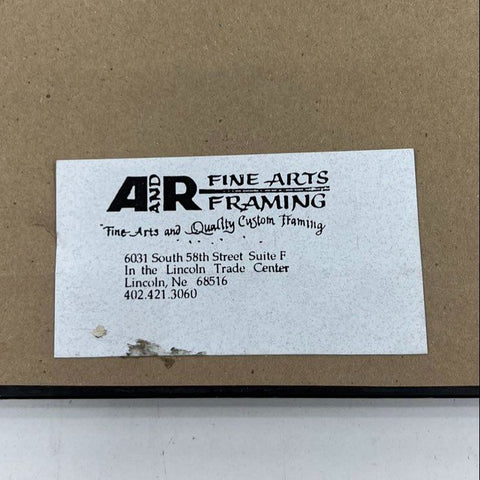 A AND R FINE ARTS
FRAMING
"Fine Arts and Quality Custom Framing
6031 South 58th Street Suite F
In the Lincoln Trade Center
Lincoln, Ne 68516
402.421.3060